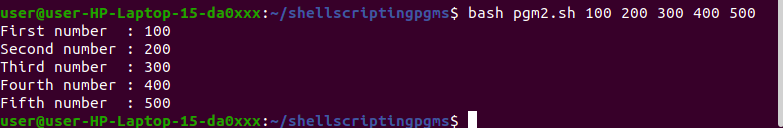 user@user-HP-Laptop-15-da0xxx:~/shellscriptingpgms$ bash pgm2.sh 100 200 300 400 500
First number  : 100
Second number : 200
Third number  : 300
Fourth number : 400
Fifth number  : 500
user@user-HP-Laptop-15-da0xxx:~/shellscriptingpgms$